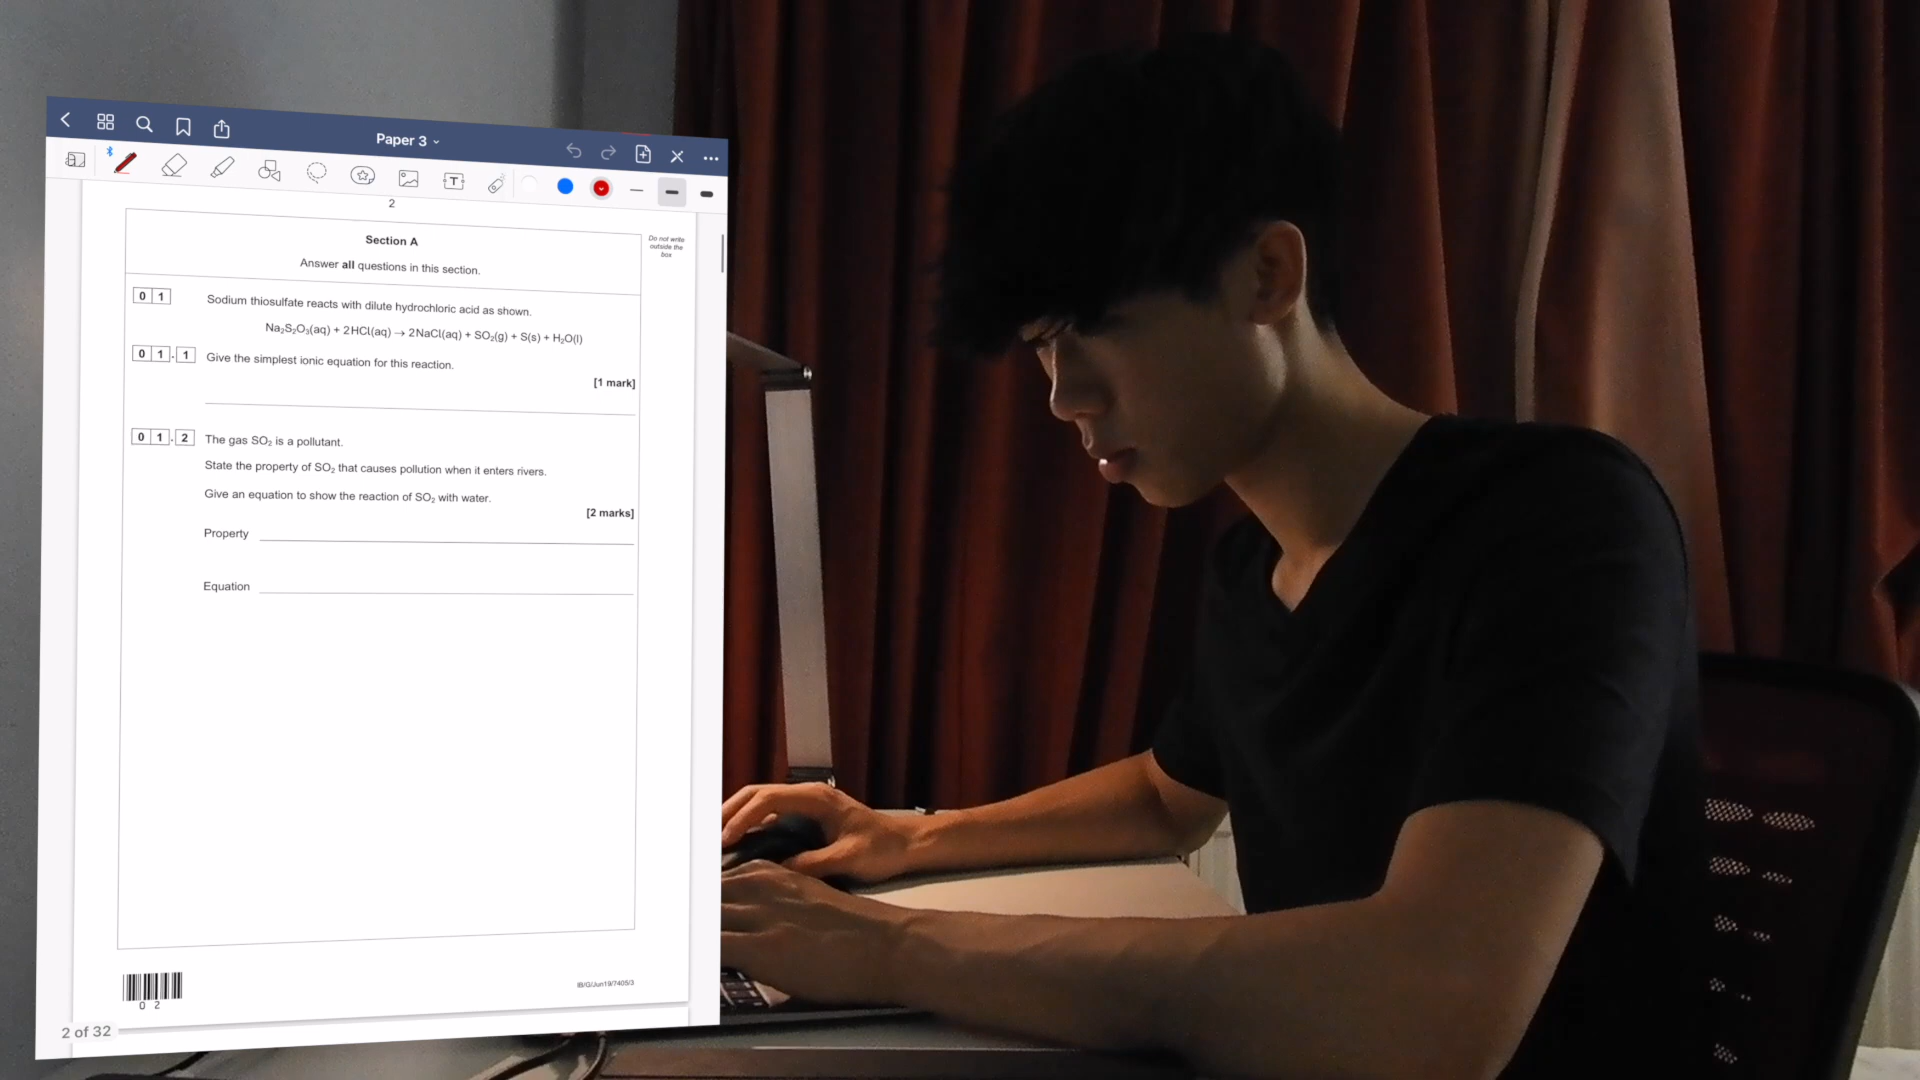 Paper 3
2
Section A
Answer all questions in this section.
Do not write
outside the
box
0 1
Sodium thiosulfate reacts with dilute hydrochloric acid as shown.
Na₂S₂O₃(aq) + 2HCl(aq) → 2NaCl(aq) + SO₂(g) + S(s) + H₂O(l)
0 1 . 1 Give the simplest ionic equation for this reaction.
[1 mark]
0 1 . 2 The gas SO₂ is a pollutant.
State the property of SO₂ that causes pollution when it enters rivers.
Give an equation to show the reaction of SO₂ with water.
[2 marks]
Property
Equation
0 2
IB/G/Jun19/7405/3
2 of 32